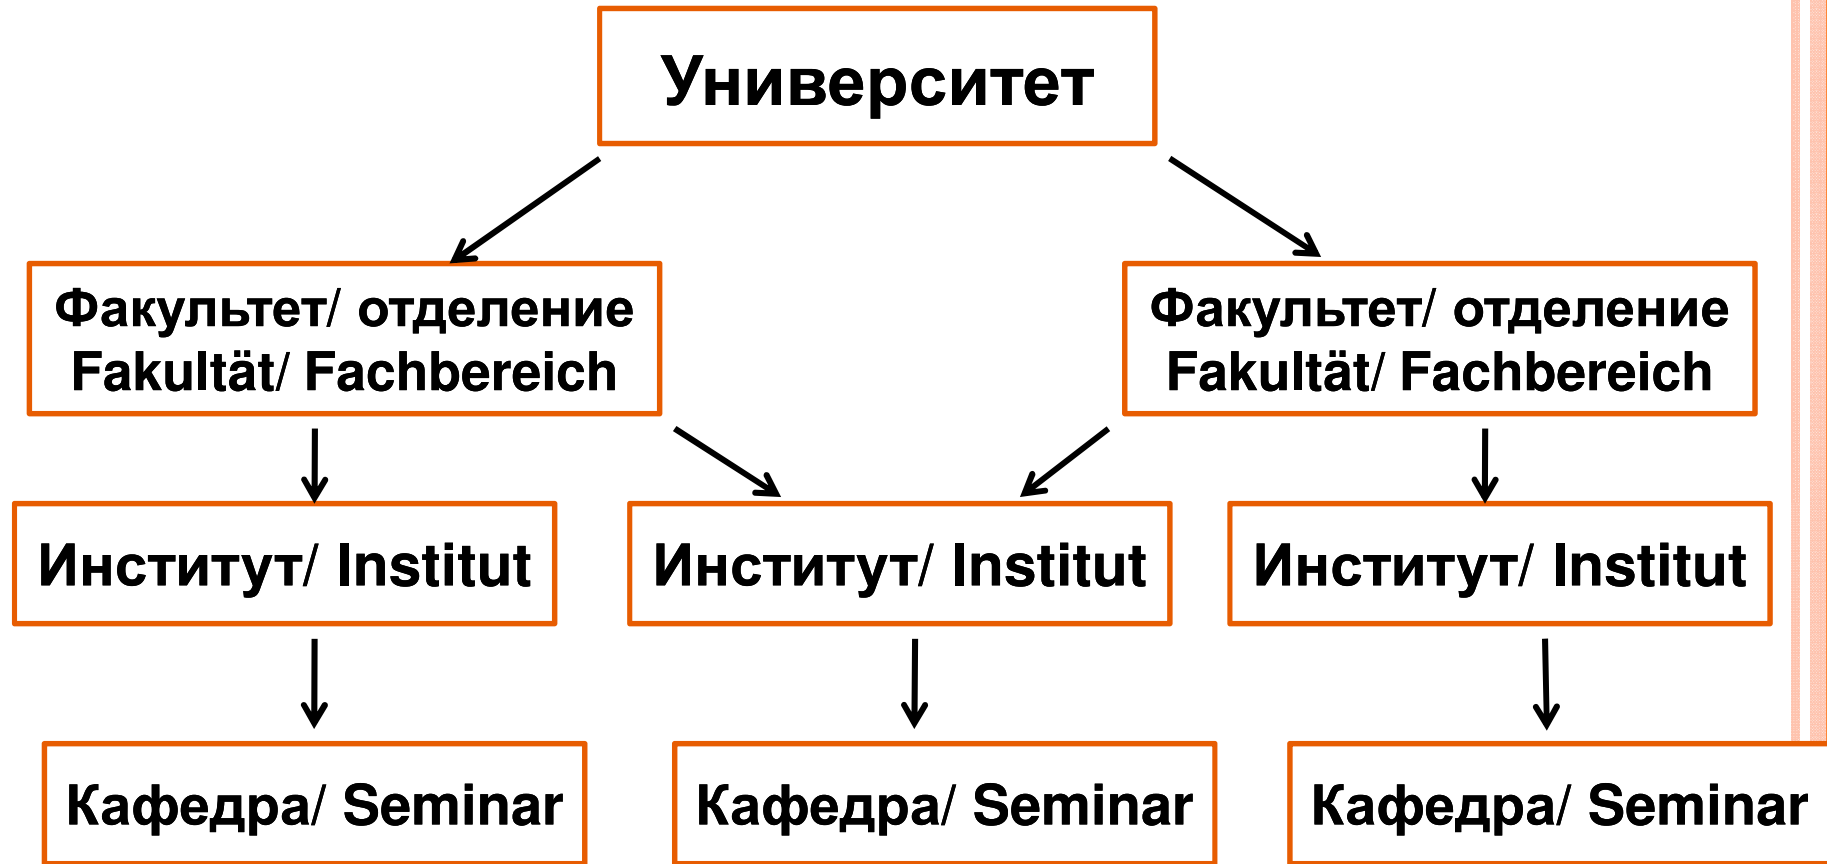 Университет
Факультет/ отделение
Fakultät/ Fachbereich
Факультет/ отделение
Fakultät/ Fachbereich
Институт/ Institut
Институт/ Institut
Институт/ Institut
Кафедра/ Seminar
Кафедра/ Seminar
Кафедра/ Seminar